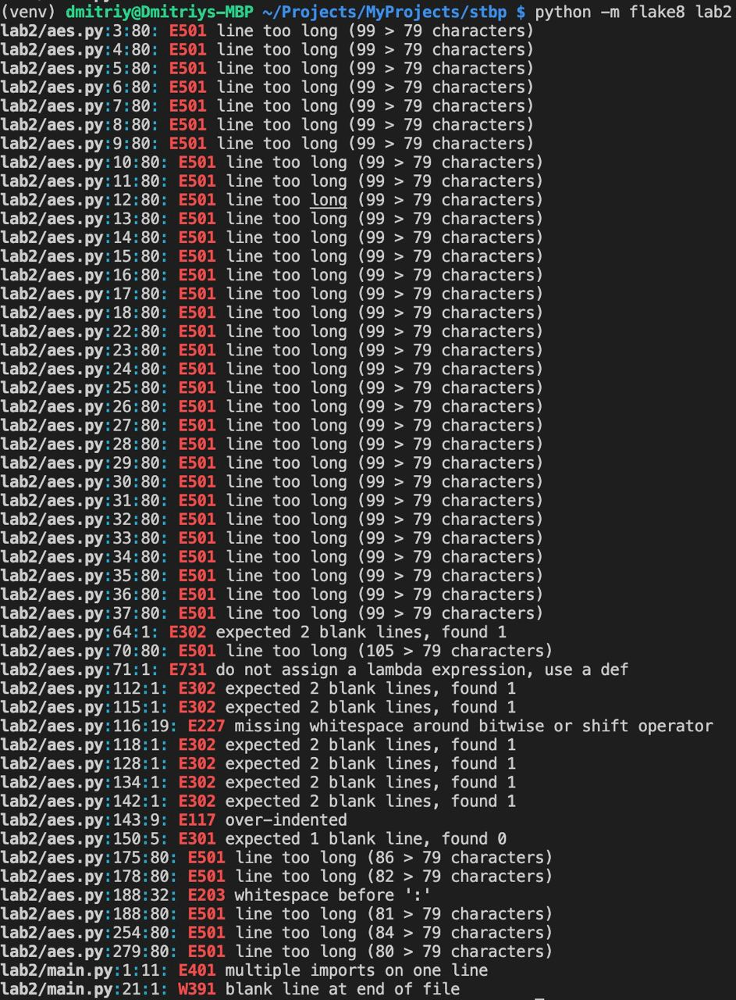 (venv) dmitriy@Dmitriys-MBP ~/Projects/MyProjects/stbp $ python -m flake8 lab2
lab2/aes.py:3:80: E501 line too long (99 > 79 characters)
lab2/aes.py:4:80: E501 line too long (99 > 79 characters)
lab2/aes.py:5:80: E501 line too long (99 > 79 characters)
lab2/aes.py:6:80: E501 line too long (99 > 79 characters)
lab2/aes.py:7:80: E501 line too long (99 > 79 characters)
lab2/aes.py:8:80: E501 line too long (99 > 79 characters)
lab2/aes.py:9:80: E501 line too long (99 > 79 characters)
lab2/aes.py:10:80: E501 line too long (99 > 79 characters)
lab2/aes.py:11:80: E501 line too long (99 > 79 characters)
lab2/aes.py:12:80: E501 line too long (99 > 79 characters)
lab2/aes.py:13:80: E501 line too long (99 > 79 characters)
lab2/aes.py:14:80: E501 line too long (99 > 79 characters)
lab2/aes.py:15:80: E501 line too long (99 > 79 characters)
lab2/aes.py:16:80: E501 line too long (99 > 79 characters)
lab2/aes.py:17:80: E501 line too long (99 > 79 characters)
lab2/aes.py:18:80: E501 line too long (99 > 79 characters)
lab2/aes.py:22:80: E501 line too long (99 > 79 characters)
lab2/aes.py:23:80: E501 line too long (99 > 79 characters)
lab2/aes.py:24:80: E501 line too long (99 > 79 characters)
lab2/aes.py:25:80: E501 line too long (99 > 79 characters)
lab2/aes.py:26:80: E501 line too long (99 > 79 characters)
lab2/aes.py:27:80: E501 line too long (99 > 79 characters)
lab2/aes.py:28:80: E501 line too long (99 > 79 characters)
lab2/aes.py:29:80: E501 line too long (99 > 79 characters)
lab2/aes.py:30:80: E501 line too long (99 > 79 characters)
lab2/aes.py:31:80: E501 line too long (99 > 79 characters)
lab2/aes.py:32:80: E501 line too long (99 > 79 characters)
lab2/aes.py:33:80: E501 line too long (99 > 79 characters)
lab2/aes.py:34:80: E501 line too long (99 > 79 characters)
lab2/aes.py:35:80: E501 line too long (99 > 79 characters)
lab2/aes.py:36:80: E501 line too long (99 > 79 characters)
lab2/aes.py:37:80: E501 line too long (99 > 79 characters)
lab2/aes.py:64:1: E302 expected 2 blank lines, found 1
lab2/aes.py:70:80: E501 line too long (105 > 79 characters)
lab2/aes.py:71:1: E731 do not assign a lambda expression, use a def
lab2/aes.py:112:1: E302 expected 2 blank lines, found 1
lab2/aes.py:115:1: E302 expected 2 blank lines, found 1
lab2/aes.py:116:19: E227 missing whitespace around bitwise or shift operator
lab2/aes.py:118:1: E302 expected 2 blank lines, found 1
lab2/aes.py:128:1: E302 expected 2 blank lines, found 1
lab2/aes.py:134:1: E302 expected 2 blank lines, found 1
lab2/aes.py:142:1: E302 expected 2 blank lines, found 1
lab2/aes.py:143:9: E117 over-indented
lab2/aes.py:150:5: E301 expected 1 blank line, found 0
lab2/aes.py:175:80: E501 line too long (86 > 79 characters)
lab2/aes.py:178:80: E501 line too long (82 > 79 characters)
lab2/aes.py:188:32: E203 whitespace before ':'
lab2/aes.py:188:80: E501 line too long (81 > 79 characters)
lab2/aes.py:254:80: E501 line too long (84 > 79 characters)
lab2/aes.py:279:80: E501 line too long (80 > 79 characters)
lab2/main.py:1:11: E401 multiple imports on one line
lab2/main.py:21:1: W391 blank line at end of file